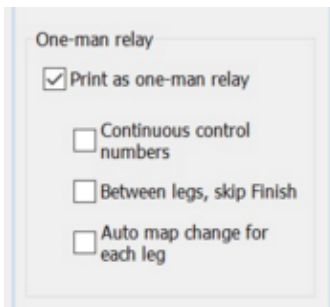 One-man relay
Print as one-man relay
Continuous control
numbers
Between legs, skip Finish
Auto map change for
each leg